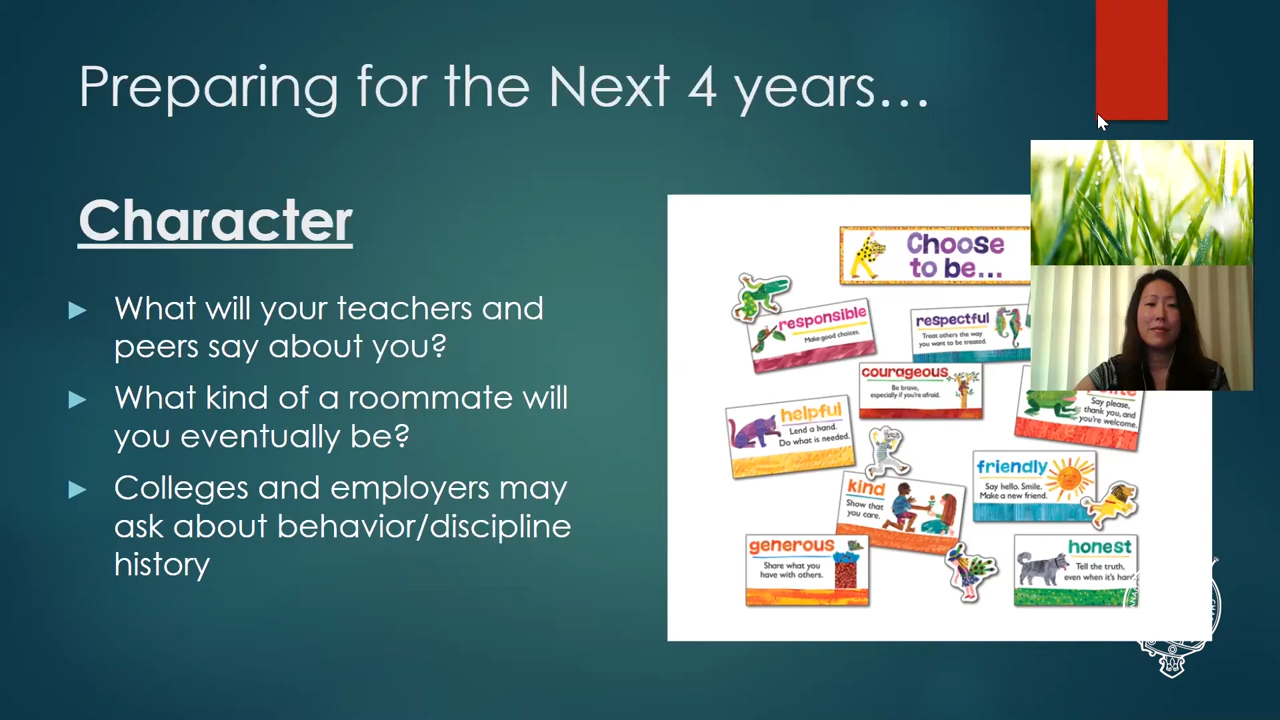 Preparing for the Next 4 years…
Character
What will your teachers and
peers say about you?
What kind of a roommate will
you eventually be?
Colleges and employers may
ask about behavior/discipline
history
Choose
to be...
responsible
Make good choices.
respectful
Treat others the way
you want to be treated.
courageous
Be brave,
especially if you're afraid.
Say please,
thank you, and
you're welcome.
helpful
Lend a hand.
Do what is needed.
friendly
Say hello. Smile.
Make a new friend.
kind
Show that
you care.
generous
Share what you
have with others.
honest
Tell the truth,
even when it's hard